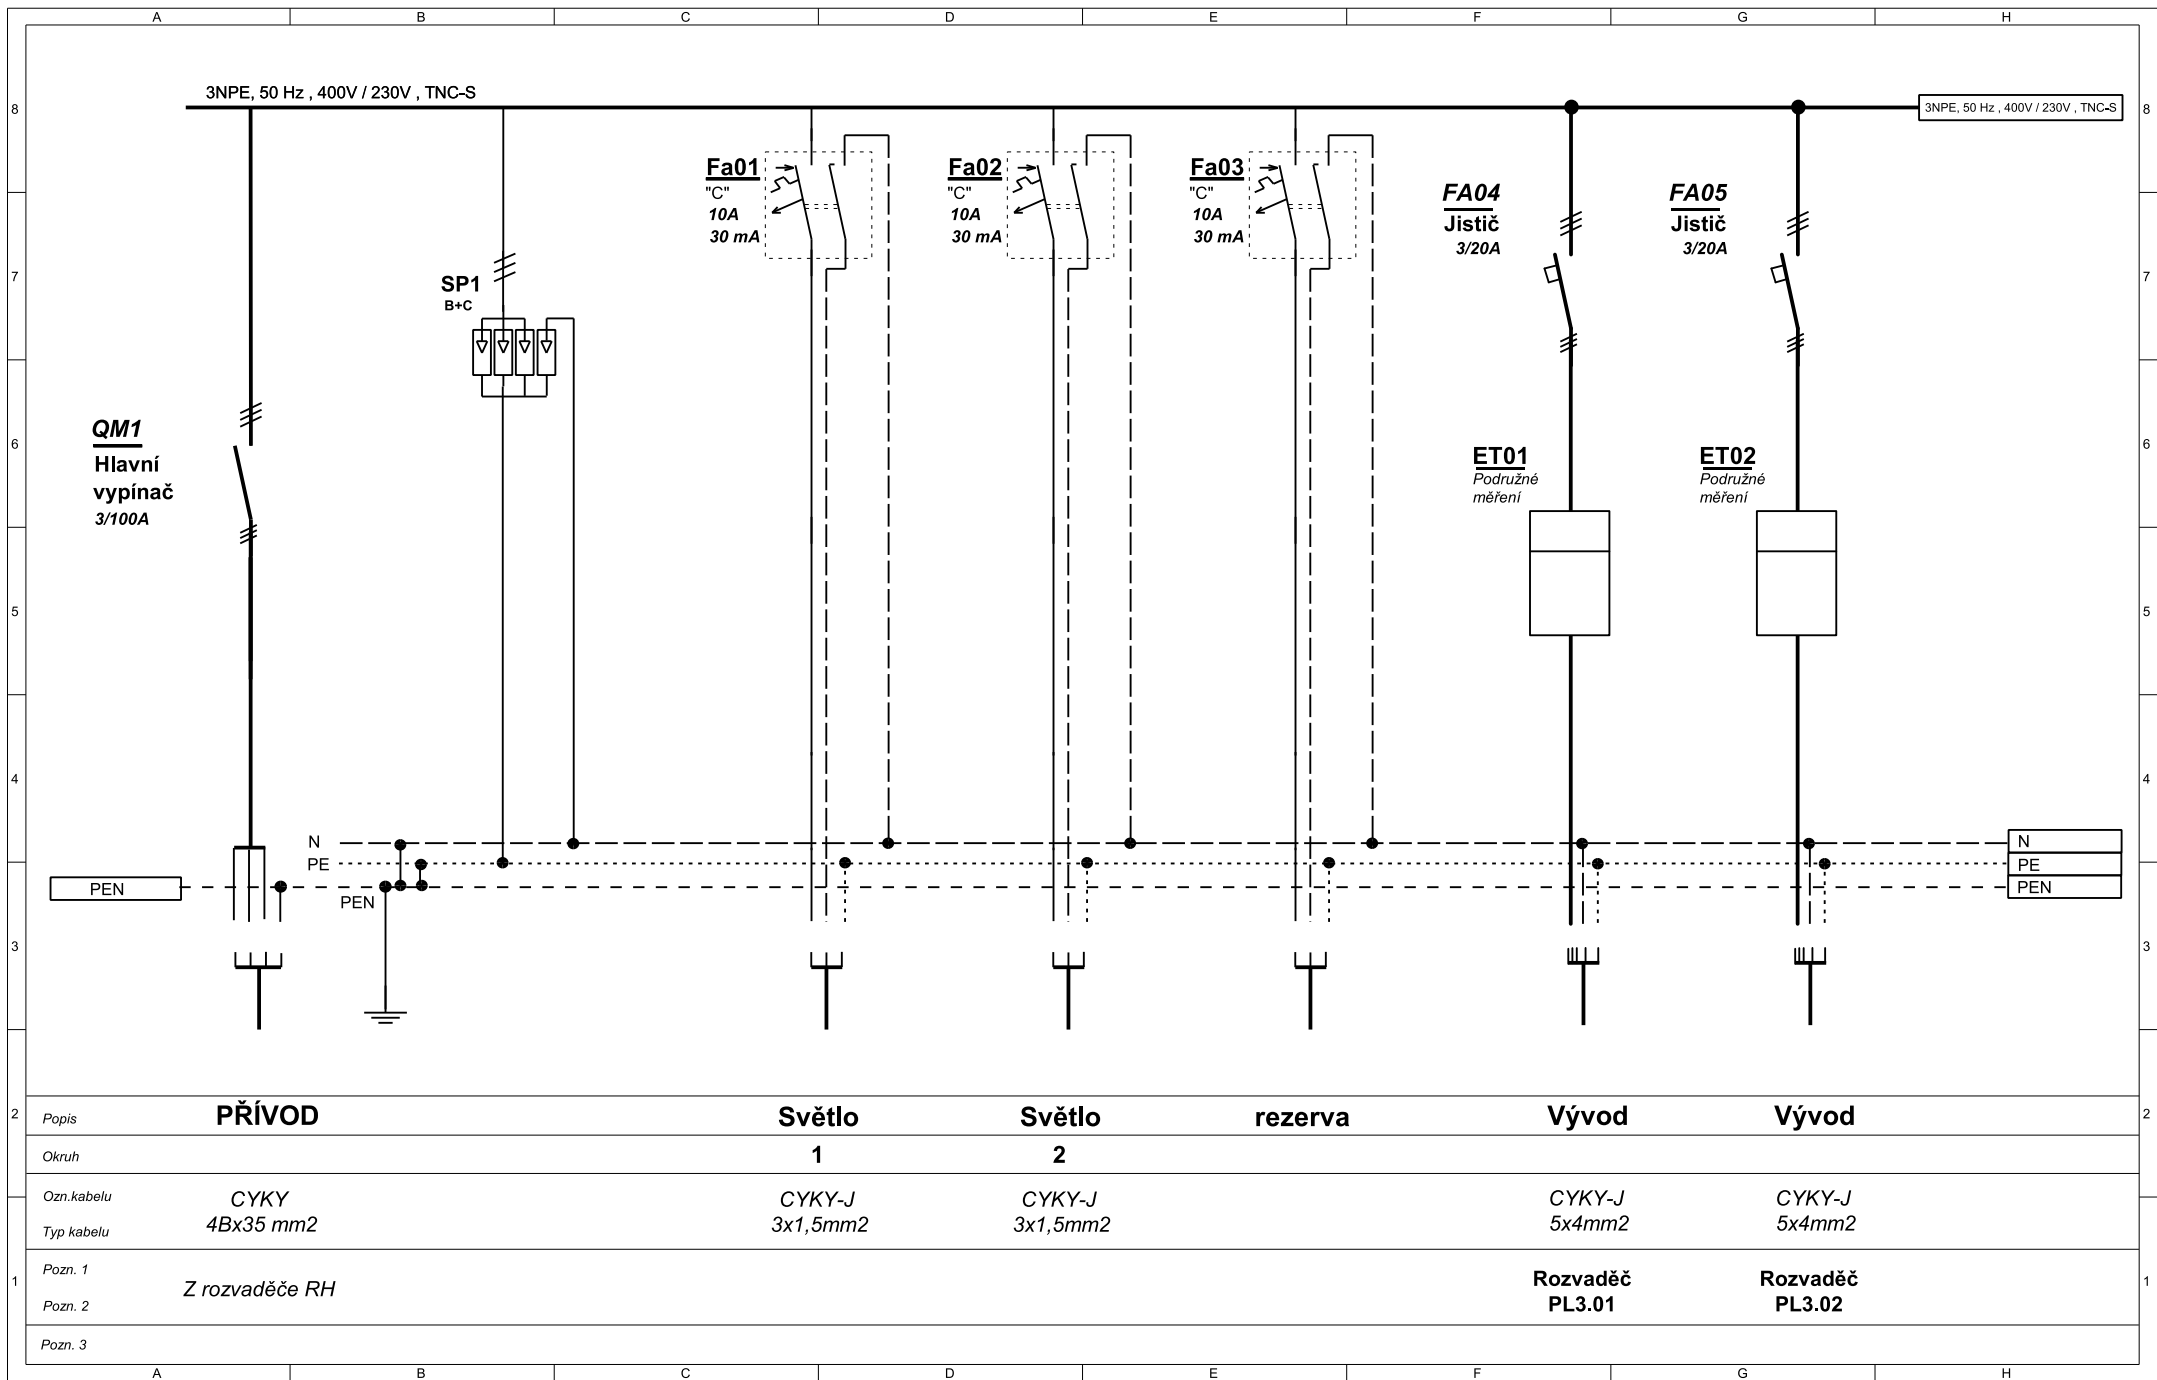 A B C D E F G H
3NPE, 50 Hz , 400V / 230V , TNC-S
8
3NPE, 50 Hz , 400V / 230V , TNC-S
8
Fa01
"C"
10A
30 mA
Fa02
"C"
10A
30 mA
Fa03
"C"
10A
30 mA
FA04
Jistič
3/20A
FA05
Jistič
3/20A
7
7
SP1
B+C
6
6
QM1
Hlavní
vypínač
3/100A
ET01
Podružné
měření
ET02
Podružné
měření
5
5
4
4
N
PE
PEN
PEN
N
PE
PEN
3
3
2
2
Popis PŘÍVOD Světlo Světlo rezerva Vývod Vývod
Okruh 1 2
Ozn.kabelu CYKY CYKY-J CYKY-J CYKY-J CYKY-J
Typ kabelu 4Bx35 mm2 3x1,5mm2 3x1,5mm2 5x4mm2 5x4mm2
1
1
Pozn. 1 Rozvaděč Rozvaděč
Z rozvaděče RH
Pozn. 2 PL3.01 PL3.02
Pozn. 3
A B C D E F G H